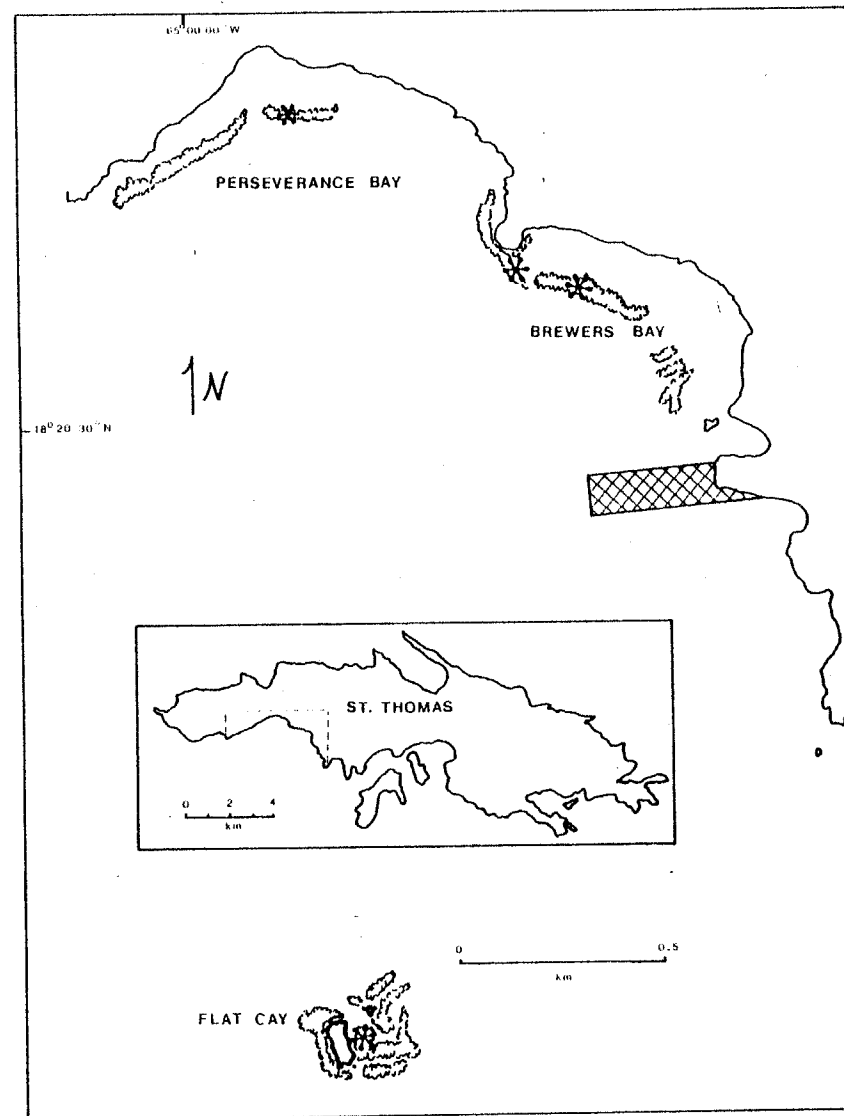 65°00'00"W
PERSEVERANCE BAY
BREWERS BAY
N
18°20'30"N
ST. THOMAS
0 2 4
km
0 0.5
km
FLAT CAY